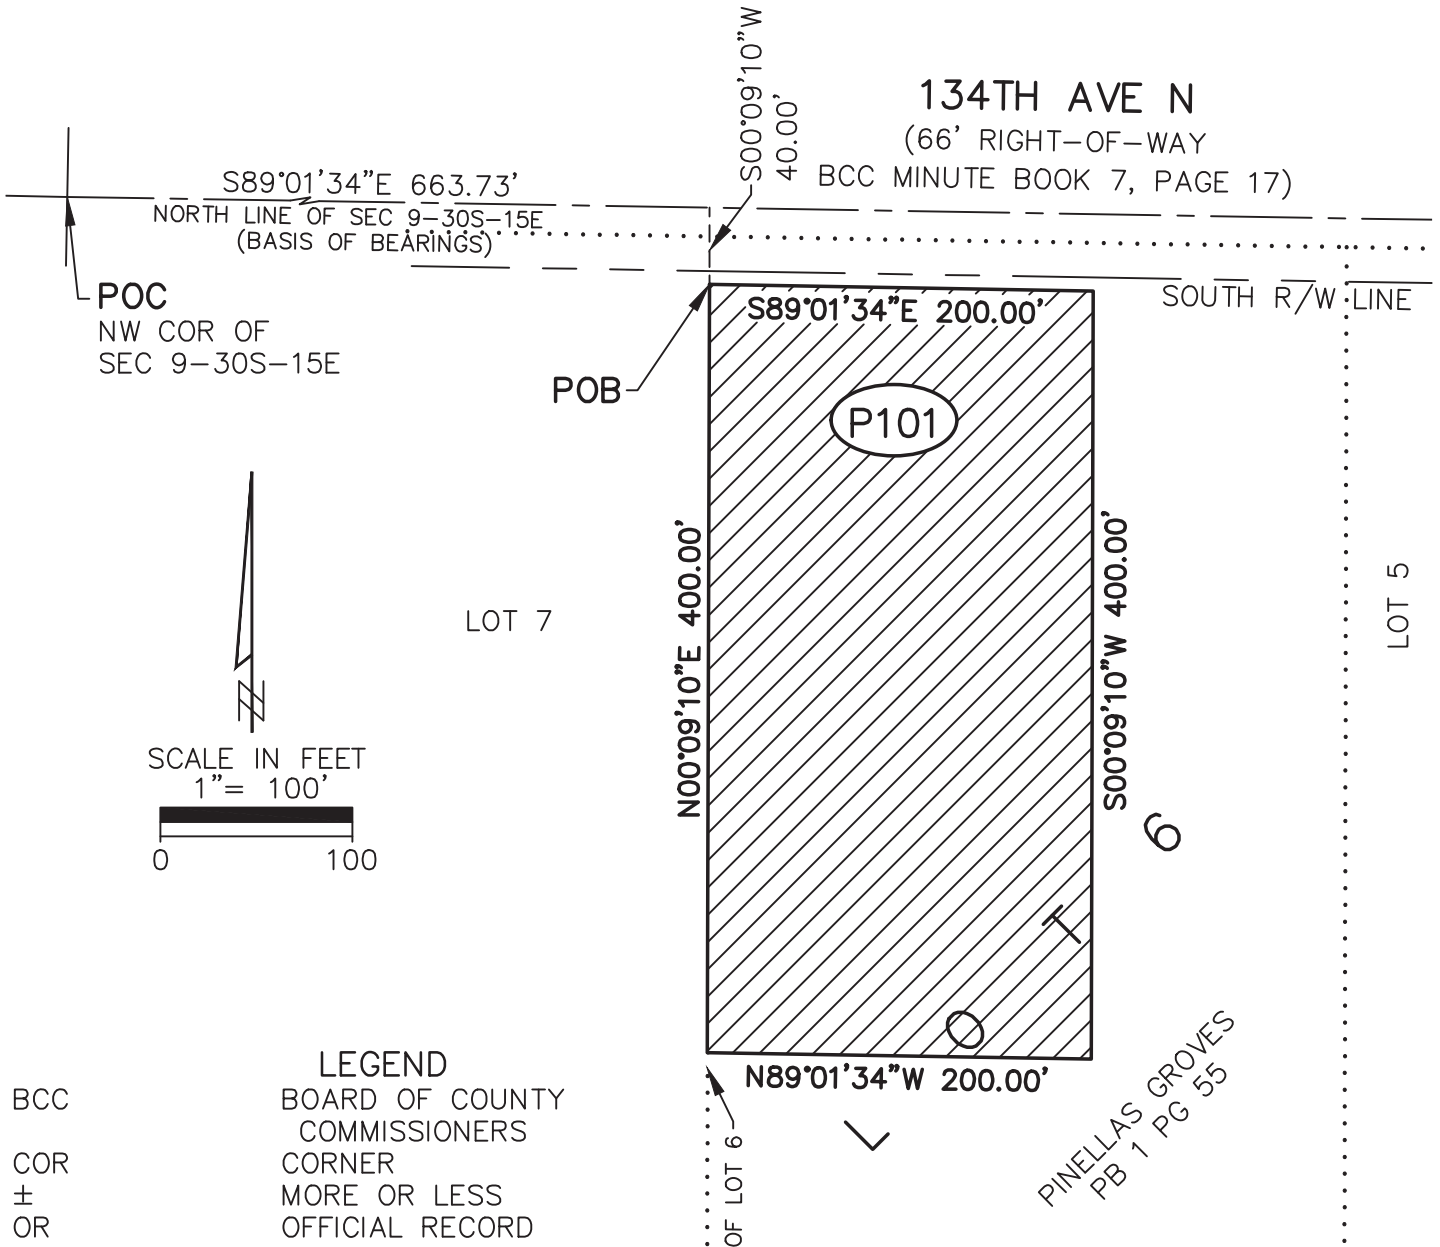 S00°09'10"W
40.00'
134TH AVE N
(66' RIGHT-OF-WAY
BCC MINUTE BOOK 7, PAGE 17)
S89°01'34"E 663.73'
NORTH LINE OF SEC 9-30S-15E
(BASIS OF BEARINGS)
POC
NW COR OF
SEC 9-30S-15E
SOUTH R/W LINE
S89°01'34"E 200.00'
POB
P101
N00°09'10"E 400.00'
S00°09'10"W 400.00'
LOT 7
LOT 5
N
SCALE IN FEET
1"= 100'
0 100
LOT 6
N89°01'34"W 200.00'
OF LOT 6
PINELLAS GROVES
PB 1 PG 55
LEGEND
BCC BOARD OF COUNTY
COMMISSIONERS
COR CORNER
± MORE OR LESS
OR OFFICIAL RECORD